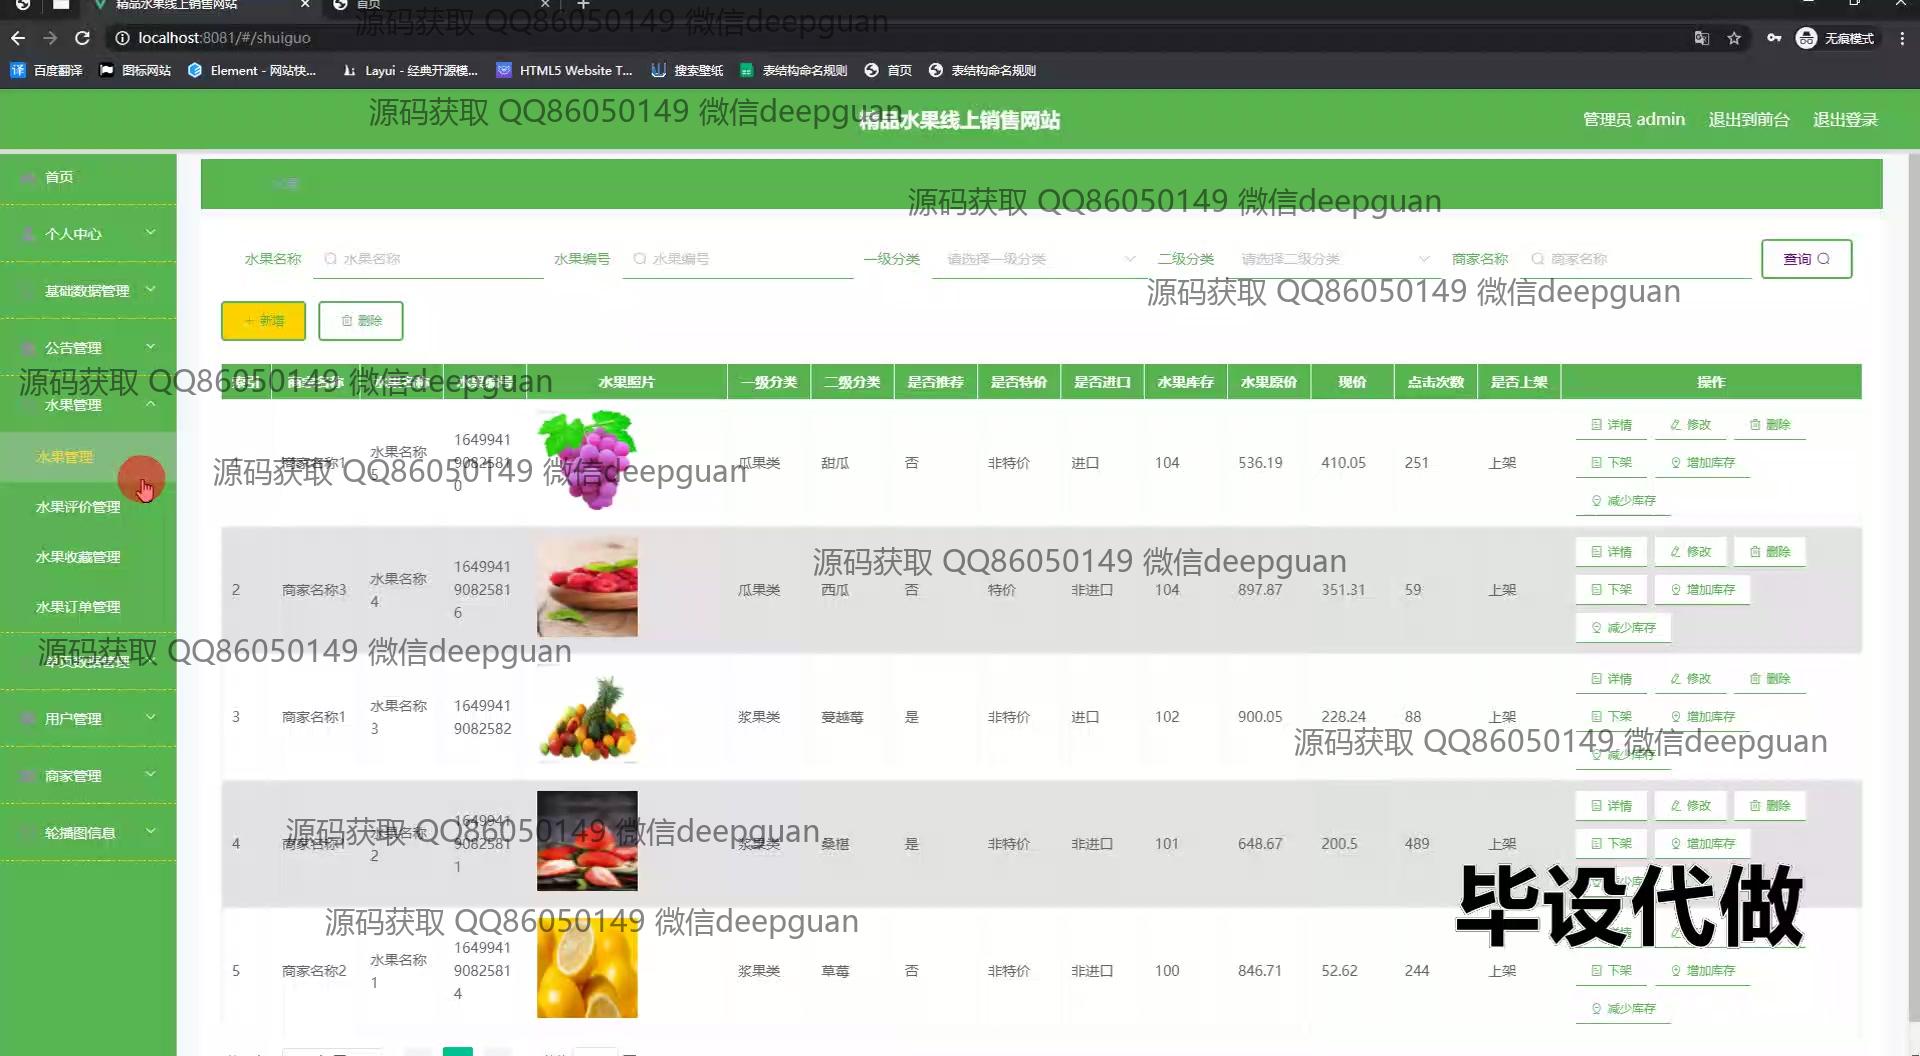 精品水果线上销售网站
首页
localhost:8081/#/shuiguo
无痕模式
百度翻译
图标网站
Element - 网站快...
Layui - 经典开源模...
HTML5 Website T...
搜索壁纸
表结构命名规则
首页
表结构命名规则
源码获取 QQ86050149 微信deepguan
源码获取 QQ86050149 微信deepguan
精品水果线上销售网站
管理员 admin
退出到前台
退出登录
首页
个人中心
基础数据管理
公告管理
水果管理
水果管理
水果评价管理
水果收藏管理
水果订单管理
单页数据管理
用户管理
商家管理
轮播图信息
源码获取 QQ86050149 微信deepguan
水果名称 水果名称 水果编号 水果编号 一级分类 请选择一级分类 二级分类 请选择二级分类 商家名称 商家名称 查询
源码获取 QQ86050149 微信deepguan
+ 新增 删除
源码获取 QQ86050149 微信deepguan
索引 商家名称 水果名称 水果编号 水果照片 一级分类 二级分类 是否推荐 是否特价 是否进口 水果库存 水果原价 现价 点击次数 是否上架 操作
1 商家名称1 水果名称5 164994190825810 瓜果类 甜瓜 否 非特价 进口 104 536.19 410.05 251 上架
详情 修改 删除
下架 增加库存
减少库存
源码获取 QQ86050149 微信deepguan
源码获取 QQ86050149 微信deepguan
2 商家名称3 水果名称4 164994190825816 瓜果类 西瓜 否 特价 非进口 104 897.87 351.31 59 上架
详情 修改 删除
下架 增加库存
减少库存
源码获取 QQ86050149 微信deepguan
3 商家名称1 水果名称3 16499419082582 浆果类 蔓越莓 是 非特价 进口 102 900.05 228.24 88 上架
详情 修改 删除
下架 增加库存
减少库存
源码获取 QQ86050149 微信deepguan
源码获取 QQ86050149 微信deepguan
4 商家名称1 水果名称2 164994190825811 浆果类 桑椹 是 非特价 非进口 101 648.67 200.5 489 上架
详情 修改 删除
下架 增加库存
减少库存
毕设代做
源码获取 QQ86050149 微信deepguan
5 商家名称2 水果名称1 164994190825814 浆果类 草莓 否 非特价 非进口 100 846.71 52.62 244 上架
下架 增加库存
减少库存